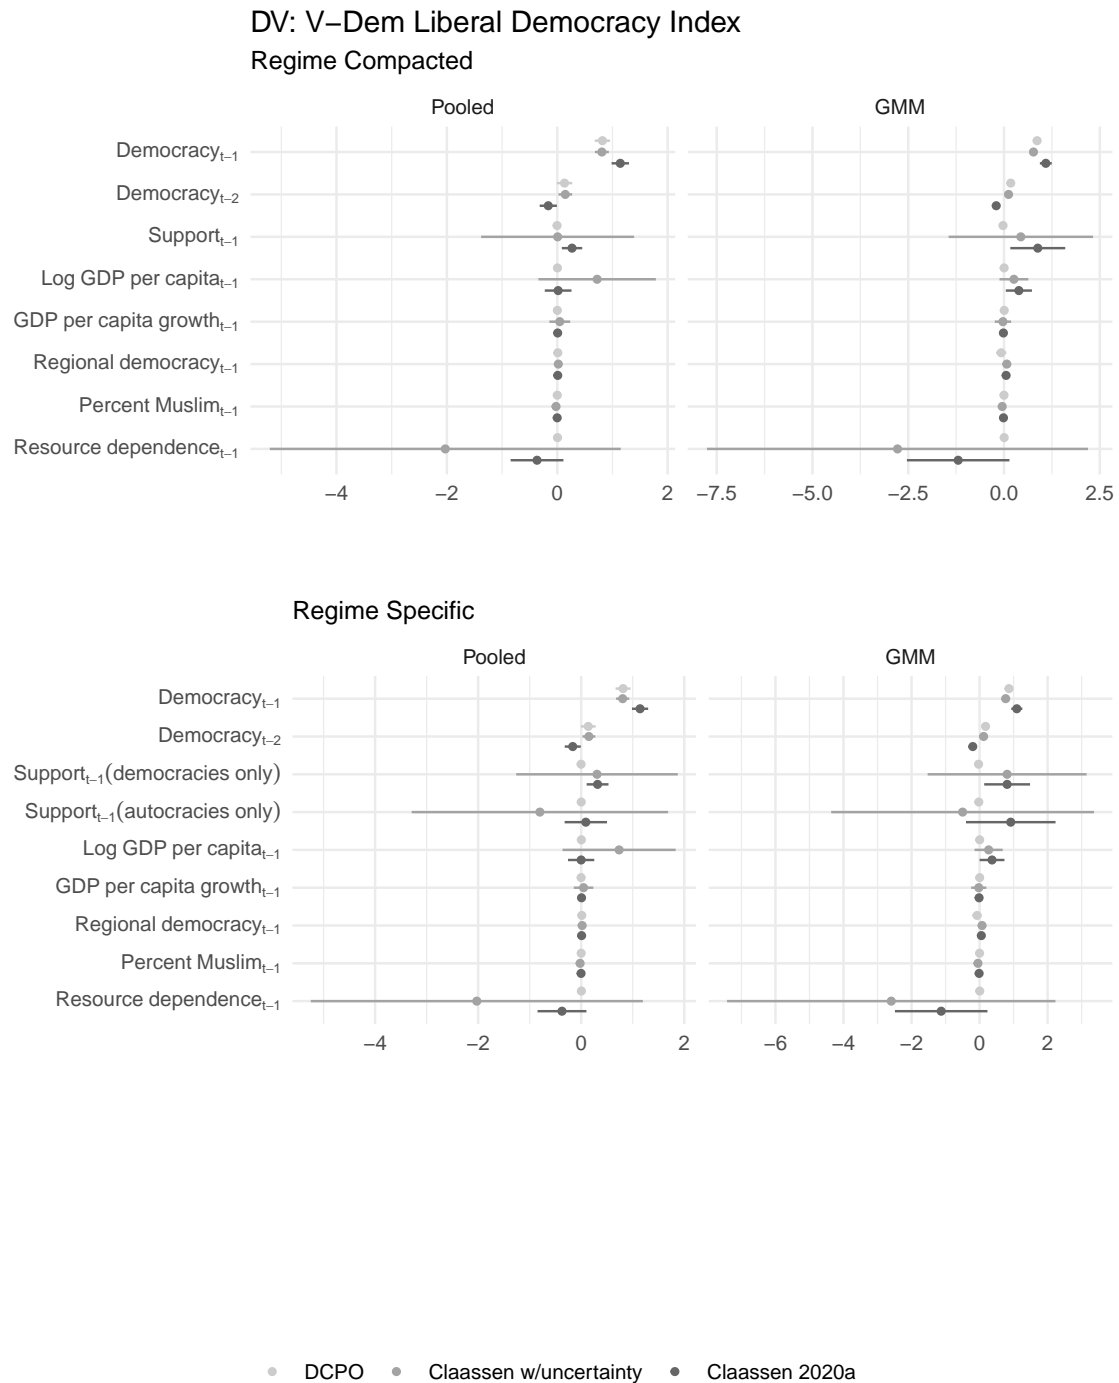 DV: V−Dem Liberal Democracy Index
Regime Compacted
Pooled GMM
Democracyt−1
Democracyt−2
Supportt−1
Log GDP per capitat−1
GDP per capita growtht−1
Regional democracyt−1
Percent Muslimt−1
Resource dependencet−1
−4 −2 0 2 −7.5 −5.0 −2.5 0.0 2.5
Regime Specific
Pooled GMM
Democracyt−1
Democracyt−2
Supportt−1(democracies only)
Supportt−1(autocracies only)
Log GDP per capitat−1
GDP per capita growtht−1
Regional democracyt−1
Percent Muslimt−1
Resource dependencet−1
−4 −2 0 2 −6 −4 −2 0 2
DCPO Claassen w/uncertainty Claassen 2020a